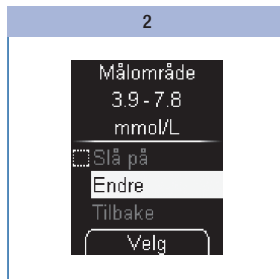 2
Målområde
3.9 - 7.8
mmol/L
Slå på
Endre
Tilbake
Velg